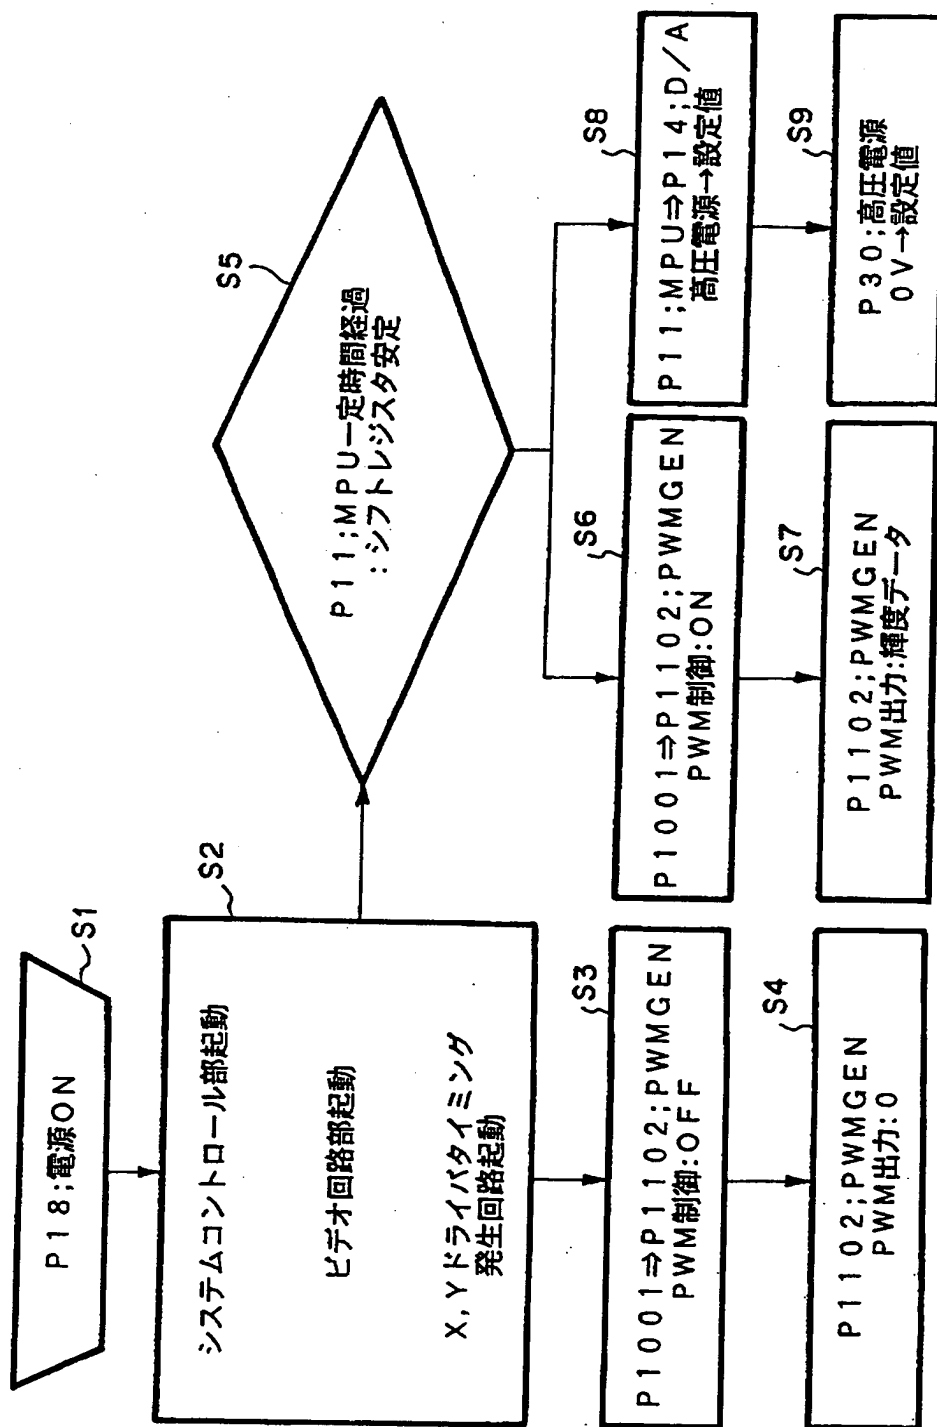 S1
P18;電源ON
S2
システムコントロール部起動
ビデオ回路部起動
X,Yドライバタイミング
発生回路起動
S3
P1001⇒P1102;PWMGEN
PWM制御:OFF
S4
P1102;PWMGEN
PWM出力:0
S5
P11;MPU一定時間経過
:シフトレジスタ安定
S6
P1001⇒P1102;PWMGEN
PWM制御:ON
S7
P1102;PWMGEN
PWM出力:輝度データ
S8
P11;MPU⇒P14;D/A
高圧電源→設定値
S9
P30;高圧電源
0V→設定値